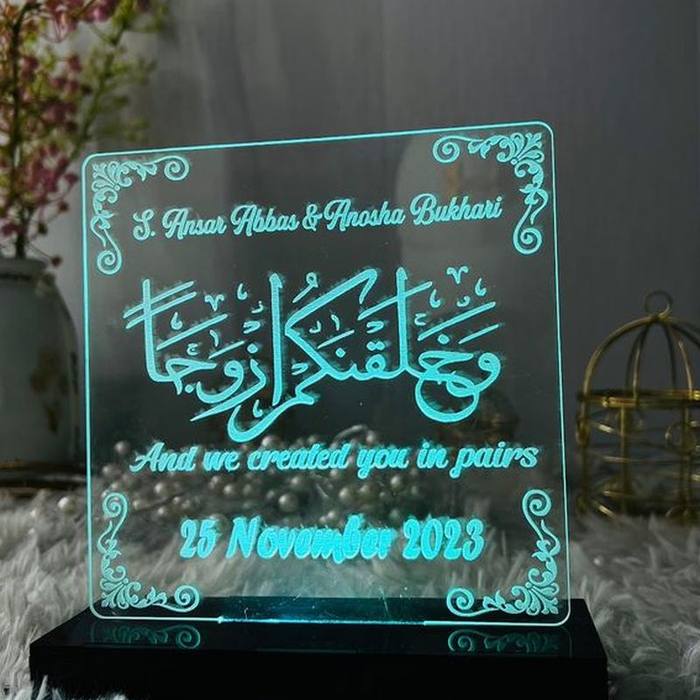 S. Ansar Abbas & Anosha Bukhari
وخلقنكم ازوجا
And we created you in pairs
25 November 2023